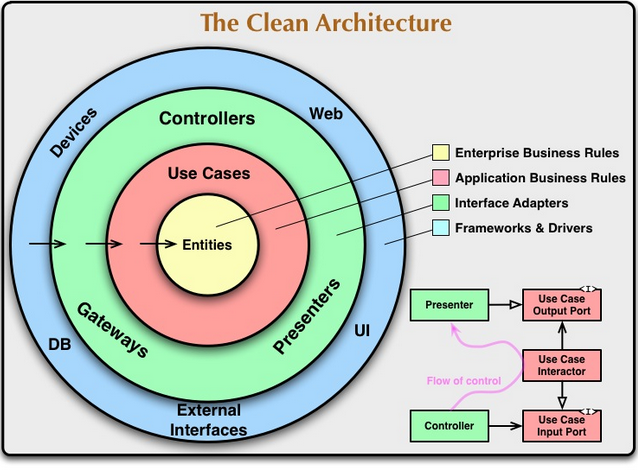 The Clean Architecture
Devices
Web
Controllers
Use Cases
Entities
Gateways
Presenters
DB
UI
External
Interfaces
Enterprise Business Rules
Application Business Rules
Interface Adapters
Frameworks & Drivers
Presenter
<I>
Use Case
Output Port
Use Case
Interactor
Flow of control
Controller
<I>
Use Case
Input Port